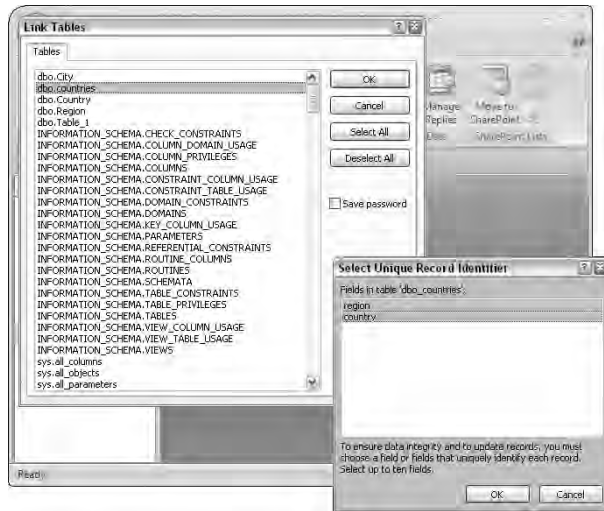 Link Tables
Tables
dbo.City
dbo.countries
dbo.Country
dbo.Region
dbo.Table_1
INFORMATION_SCHEMA.CHECK_CONSTRAINTS
INFORMATION_SCHEMA.COLUMN_DOMAIN_USAGE
INFORMATION_SCHEMA.COLUMN_PRIVILEGES
INFORMATION_SCHEMA.COLUMNS
INFORMATION_SCHEMA.CONSTRAINT_COLUMN_USAGE
INFORMATION_SCHEMA.CONSTRAINT_TABLE_USAGE
INFORMATION_SCHEMA.DOMAIN_CONSTRAINTS
INFORMATION_SCHEMA.DOMAINS
INFORMATION_SCHEMA.KEY_COLUMN_USAGE
INFORMATION_SCHEMA.PARAMETERS
INFORMATION_SCHEMA.REFERENTIAL_CONSTRAINTS
INFORMATION_SCHEMA.ROUTINE_COLUMNS
INFORMATION_SCHEMA.ROUTINES
INFORMATION_SCHEMA.SCHEMATA
INFORMATION_SCHEMA.TABLE_CONSTRAINTS
INFORMATION_SCHEMA.TABLE_PRIVILEGES
INFORMATION_SCHEMA.TABLES
INFORMATION_SCHEMA.VIEW_COLUMN_USAGE
INFORMATION_SCHEMA.VIEW_TABLE_USAGE
INFORMATION_SCHEMA.VIEWS
sys.all_columns
sys.all_objects
sys.all_parameters
OK
Cancel
Select All
Deselect All
Save password
Manage
Replies
Move to
SharePoint
SharePoint Lists
Select Unique Record Identifier
Fields in table 'dbo_countries':
region
country
To ensure data integrity and to update records, you must
choose a field or fields that uniquely identify each record.
Select up to ten fields.
OK
Cancel
Ready